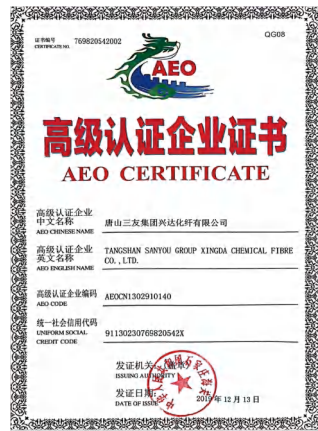 证书编号 769820542002
CERTIFICATE NO.
QG08
AEO
高级认证企业证书
AEO CERTIFICATE
高级认证企业
中文名称 唐山三友集团兴达化纤有限公司
AEO CHINESE NAME
高级认证企业 TANGSHAN SANYOU GROUP XINGDA CHEMICAL FIBRE
英文名称 CO., LTD.
AEO ENGLISH NAME
高级认证企业编码 AEOCN1302910140
AEO CODE
统一社会信用代码
UNIFORM SOCIAL 91130230769820542X
CREDIT CODE
发证机关:(盖章)
ISSUING AUTHORITY
发证日期:
DATE OF ISSUE 2019 年 12 月 13 日